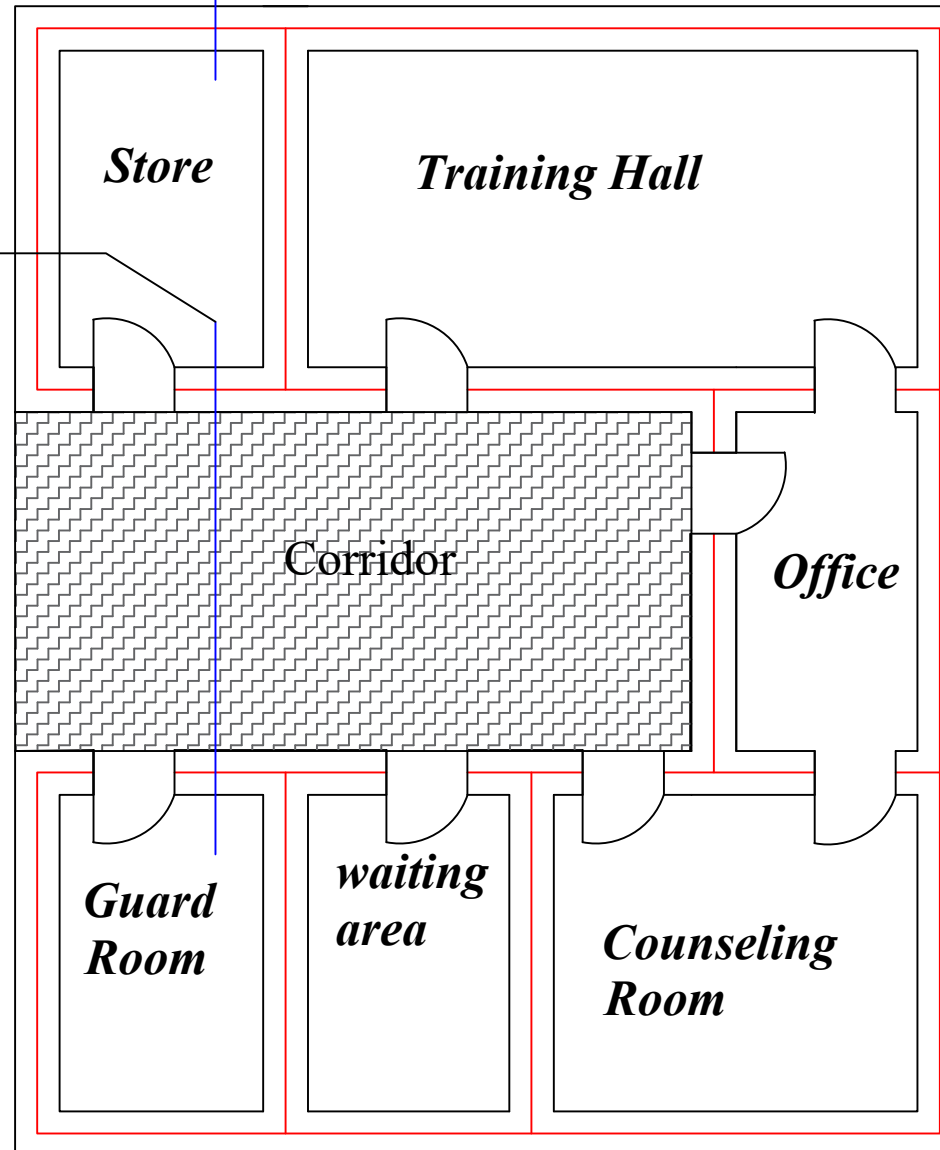 Store
Training Hall
Corridor
Office
waiting
area
Guard
Room
Counseling
Room